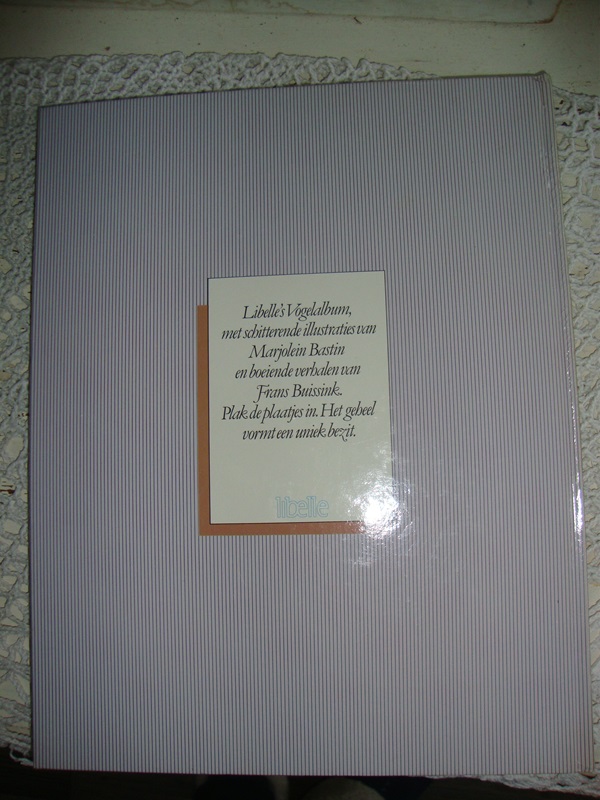 Libelle's Vogelalbum,
met schitterende illustraties van
Marjolein Bastin
en boeiende verhalen van
Frans Buissink.
Plak de plaatjes in. Het geheel
vormt een uniek bezit.
libelle